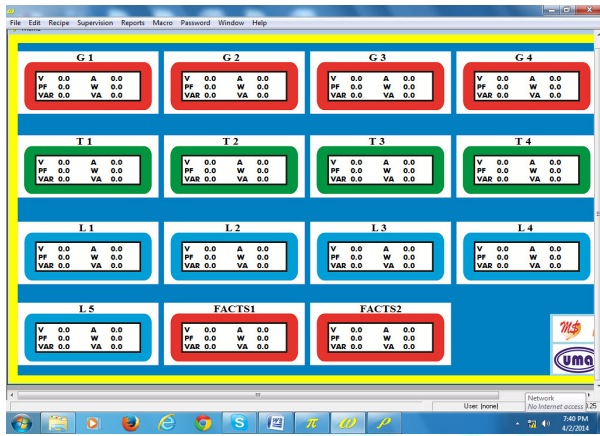 File Edit Recipe Supervision Reports Macro Password Window Help
G 1 G 2 G 3 G 4
V 0.0 A 0.0 V 0.0 A 0.0 V 0.0 A 0.0 V 0.0 A 0.0
PF 0.0 W 0.0 PF 0.0 W 0.0 PF 0.0 W 0.0 PF 0.0 W 0.0
VAR 0.0 VA 0.0 VAR 0.0 VA 0.0 VAR 0.0 VA 0.0 VAR 0.0 VA 0.0
T 1 T 2 T 3 T 4
V 0.0 A 0.0 V 0.0 A 0.0 V 0.0 A 0.0 V 0.0 A 0.0
PF 0.0 W 0.0 PF 0.0 W 0.0 PF 0.0 W 0.0 PF 0.0 W 0.0
VAR 0.0 VA 0.0 VAR 0.0 VA 0.0 VAR 0.0 VA 0.0 VAR 0.0 VA 0.0
L 1 L 2 L 3 L 4
V 0.0 A 0.0 V 0.0 A 0.0 V 0.0 A 0.0 V 0.0 A 0.0
PF 0.0 W 0.0 PF 0.0 W 0.0 PF 0.0 W 0.0 PF 0.0 W 0.0
VAR 0.0 VA 0.0 VAR 0.0 VA 0.0 VAR 0.0 VA 0.0 VAR 0.0 VA 0.0
L 5 FACTS1 FACTS2
V 0.0 A 0.0 V 0.0 A 0.0 V 0.0 A 0.0
PF 0.0 W 0.0 PF 0.0 W 0.0 PF 0.0 W 0.0
VAR 0.0 VA 0.0 VAR 0.0 VA 0.0 VAR 0.0 VA 0.0
uma
Network
No Internet access
User. (none)
7:40 PM
4/2/2014